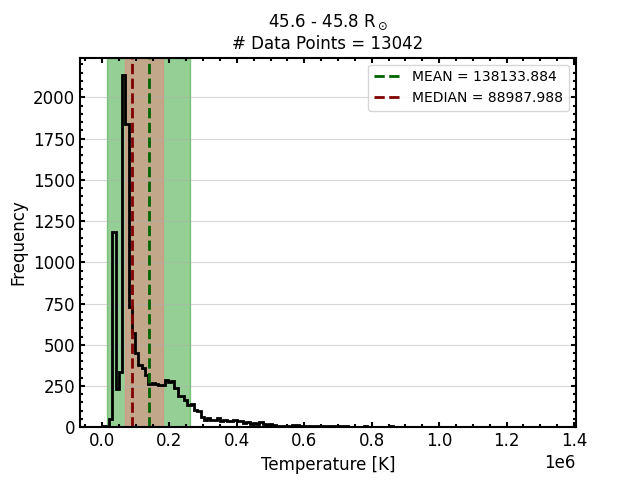 45.6 - 45.8 R⊙
# Data Points = 13042
MEAN = 138133.884
MEDIAN = 88987.988
Frequency
2000
1750
1500
1250
1000
750
500
250
0
0.0 0.2 0.4 0.6 0.8 1.0 1.2 1.4
1e6
Temperature [K]